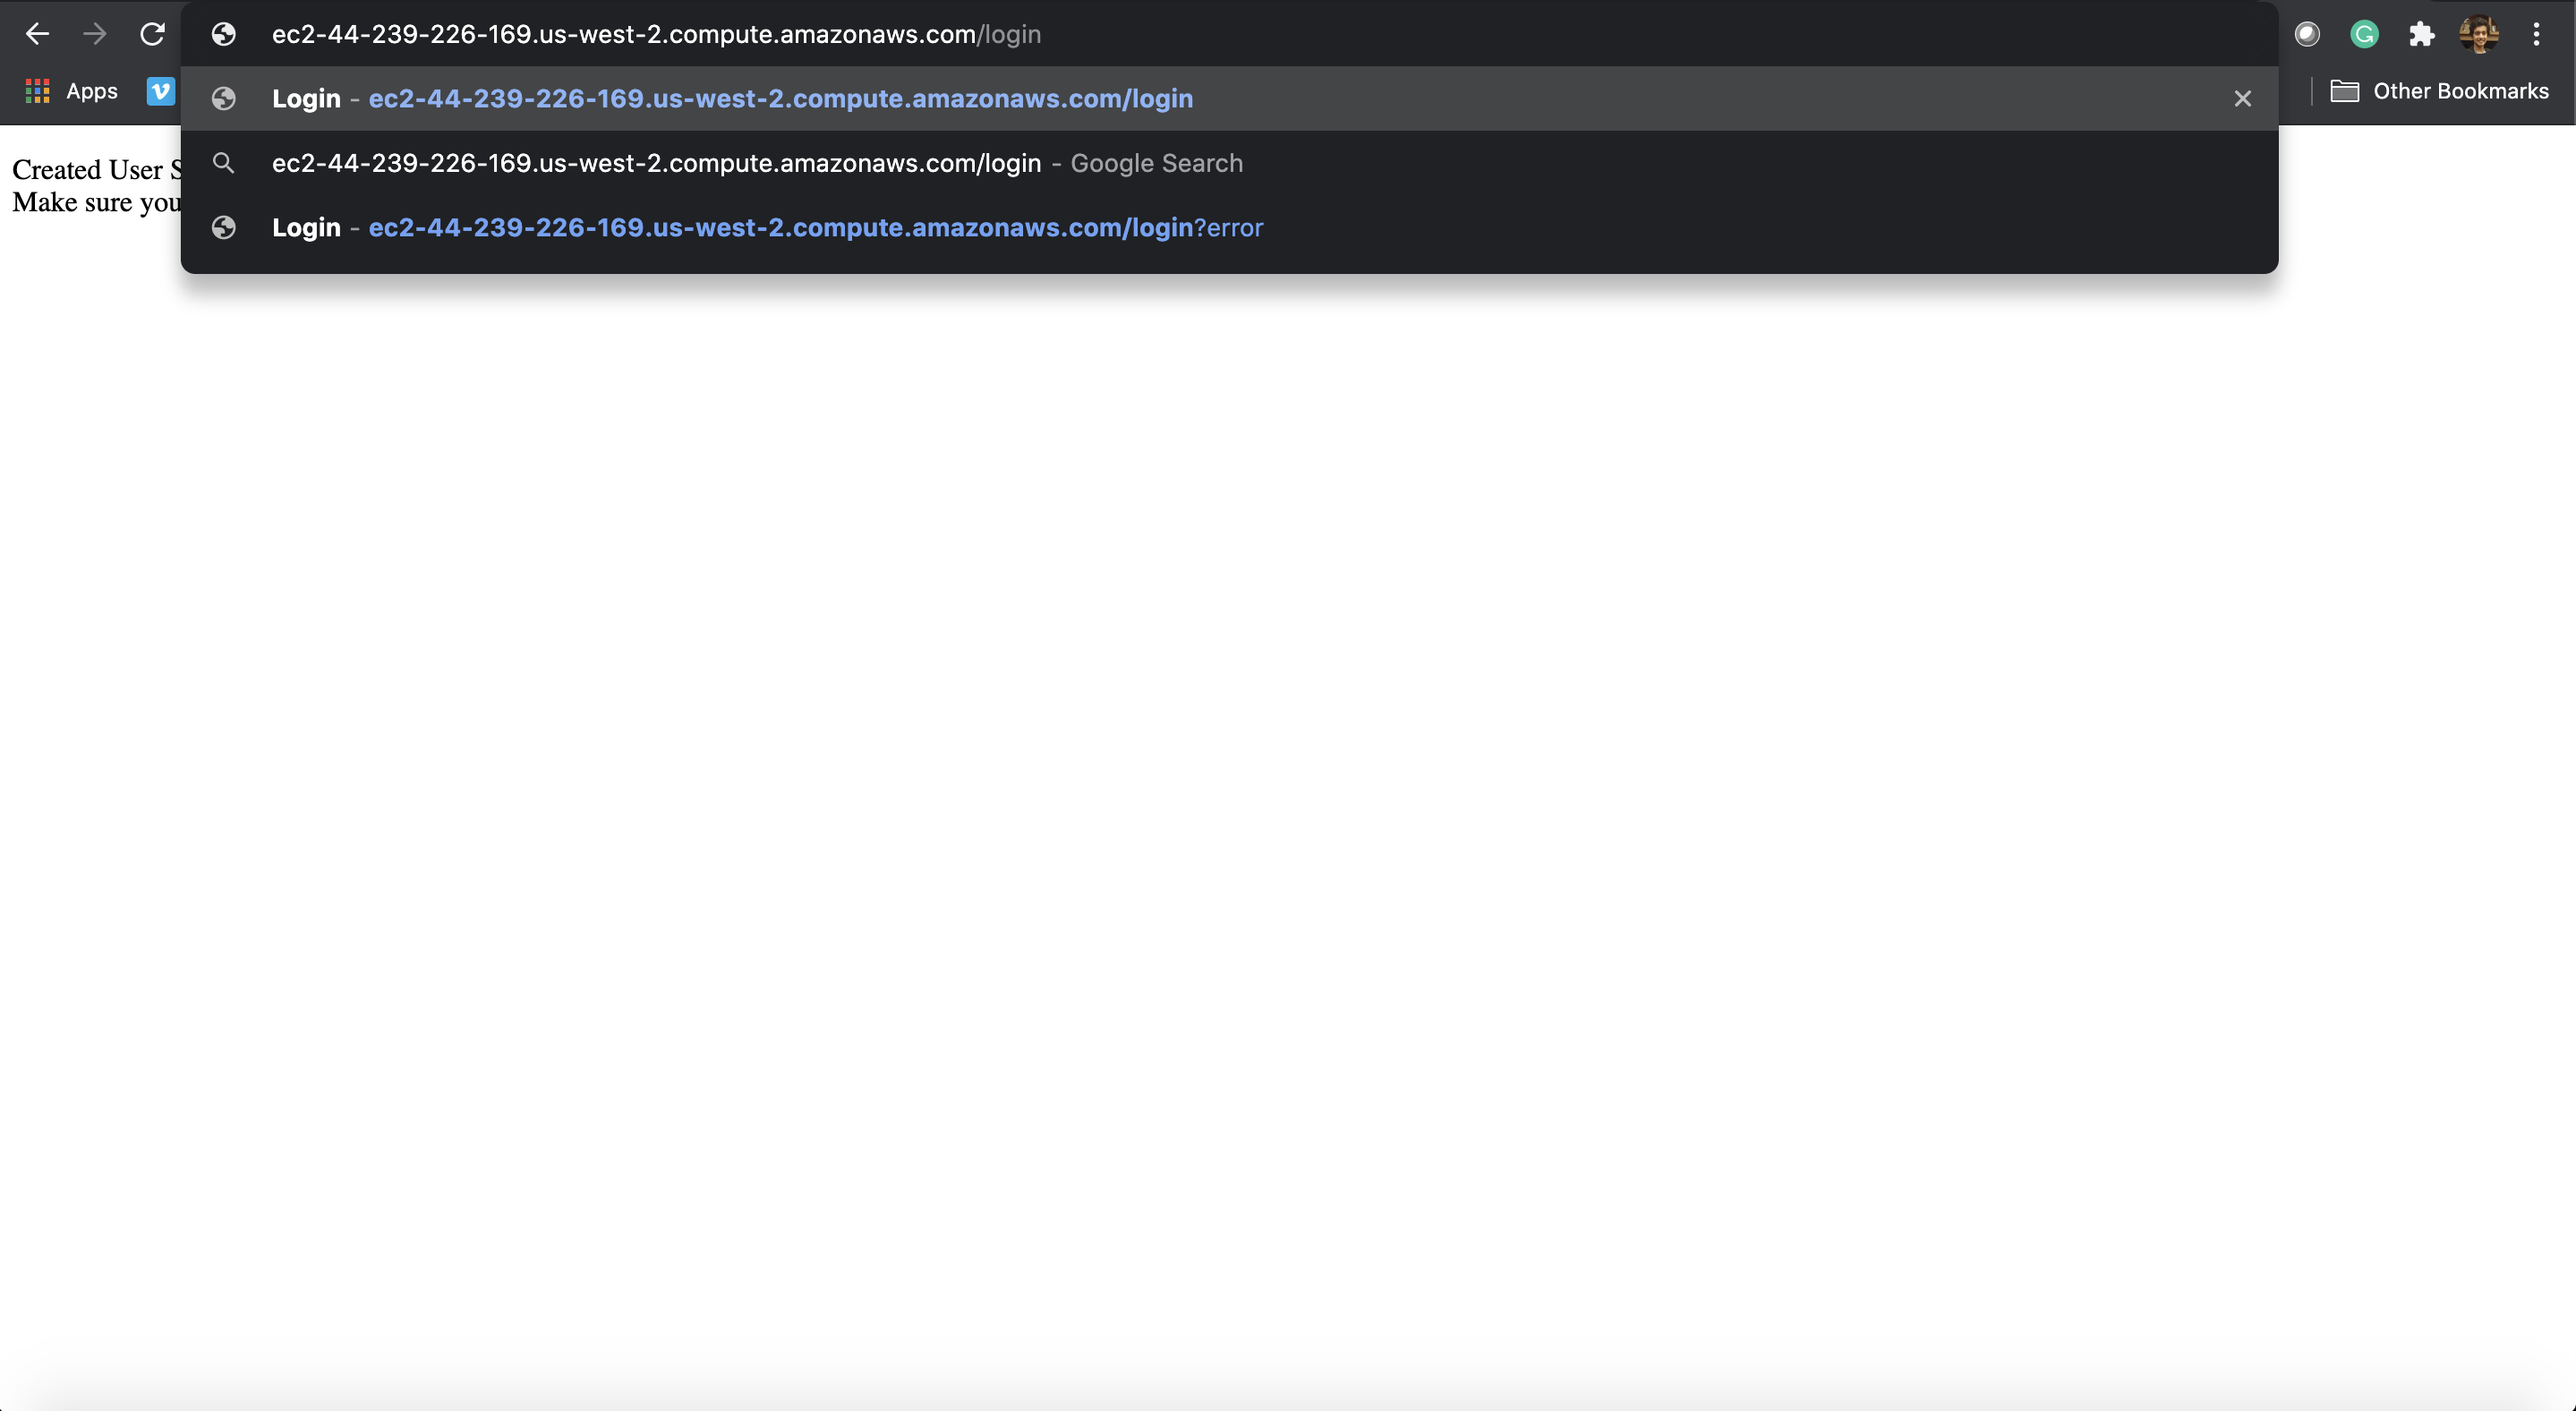 ec2-44-239-226-169.us-west-2.compute.amazonaws.com/login
Login - ec2-44-239-226-169.us-west-2.compute.amazonaws.com/login
ec2-44-239-226-169.us-west-2.compute.amazonaws.com/login - Google Search
Login - ec2-44-239-226-169.us-west-2.compute.amazonaws.com/login?error
Apps
Other Bookmarks
Created User S
Make sure you